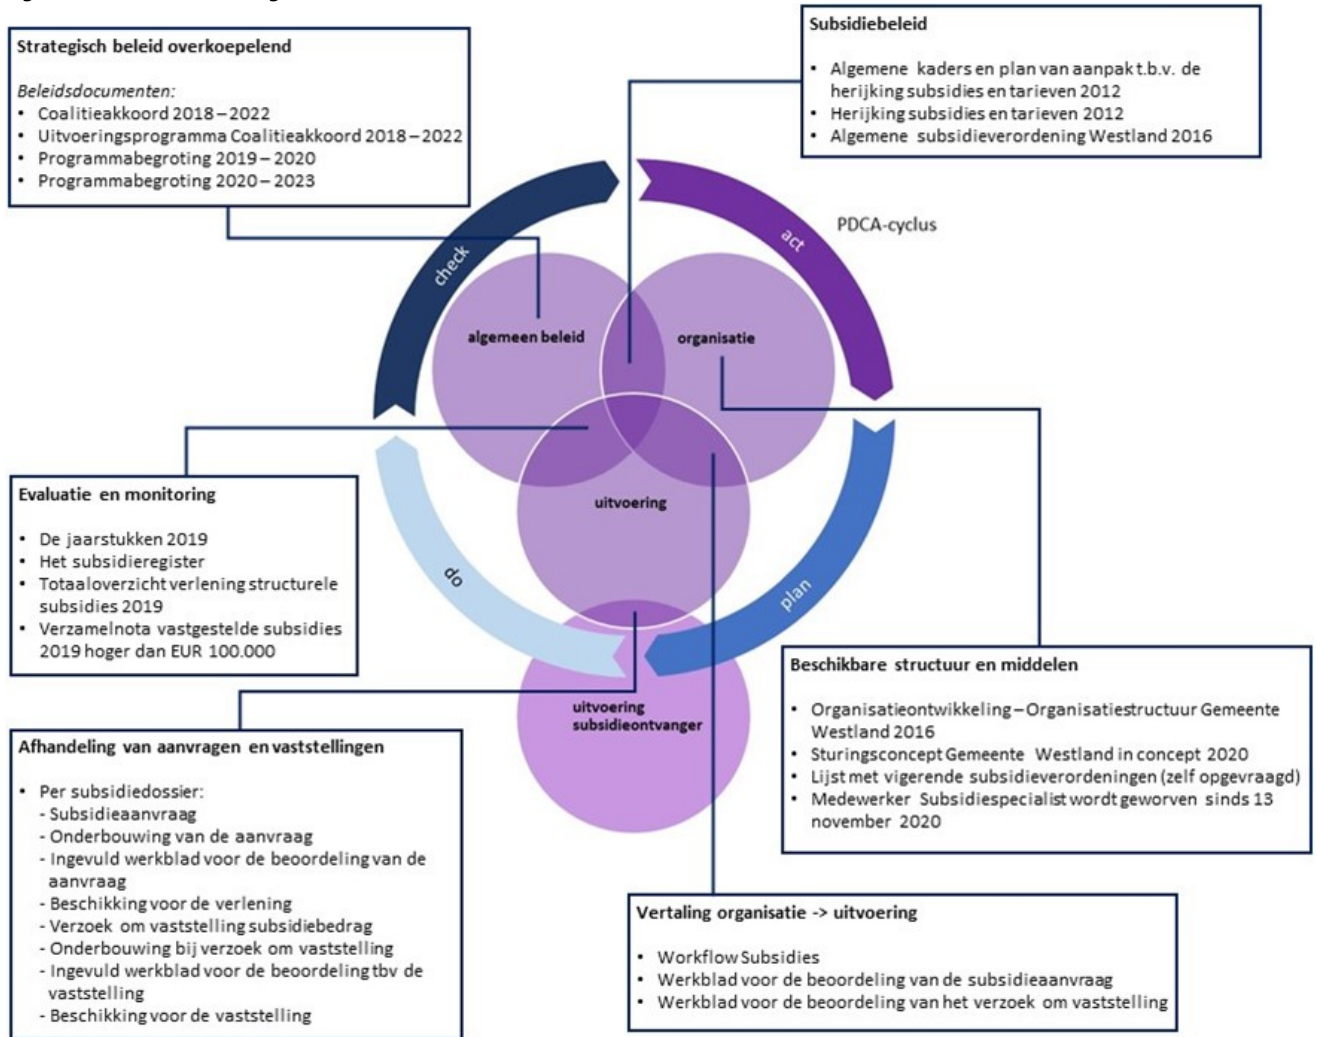 Strategisch beleid overkoepelend
Beleidsdocumenten:
• Coalitieakkoord 2018 – 2022
• Uitvoeringsprogramma Coalitieakkoord 2018 – 2022
• Programmabegroting 2019 – 2020
• Programmabegroting 2020 – 2023
Subsidiebeleid
• Algemene kaders en plan van aanpak t.b.v. de
herijking subsidies en tarieven 2012
• Herijking subsidies en tarieven 2012
• Algemene subsidieverordening Westland 2016
PDCA-cyclus
check
act
algemeen beleid
organisatie
uitvoering
do
plan
uitvoering
subsidieontvanger
Evaluatie en monitoring
• De jaarstukken 2019
• Het subsidieregister
• Totaaloverzicht verlening structurele
subsidies 2019
• Verzamelnota vastgestelde subsidies
2019 hoger dan EUR 100.000
Beschikbare structuur en middelen
• Organisatieontwikkeling – Organisatiestructuur Gemeente
Westland 2016
• Sturingsconcept Gemeente Westland in concept 2020
• Lijst met vigerende subsidieverordeningen (zelf opgevraagd)
• Medewerker Subsidiespecialist wordt geworven sinds 13
november 2020
Afhandeling van aanvragen en vaststellingen
• Per subsidiedossier:
- Subsidieaanvraag
- Onderbouwing van de aanvraag
- Ingevuld werkblad voor de beoordeling van de
aanvraag
- Beschikking voor de verlening
- Verzoek om vaststelling subsidiebedrag
- Onderbouwing bij verzoek om vaststelling
- Ingevuld werkblad voor de beoordeling tbv de
vaststelling
- Beschikking voor de vaststelling
Vertaling organisatie -> uitvoering
• Workflow Subsidies
• Werkblad voor de beoordeling van de subsidieaanvraag
• Werkblad voor de beoordeling van het verzoek om vaststelling